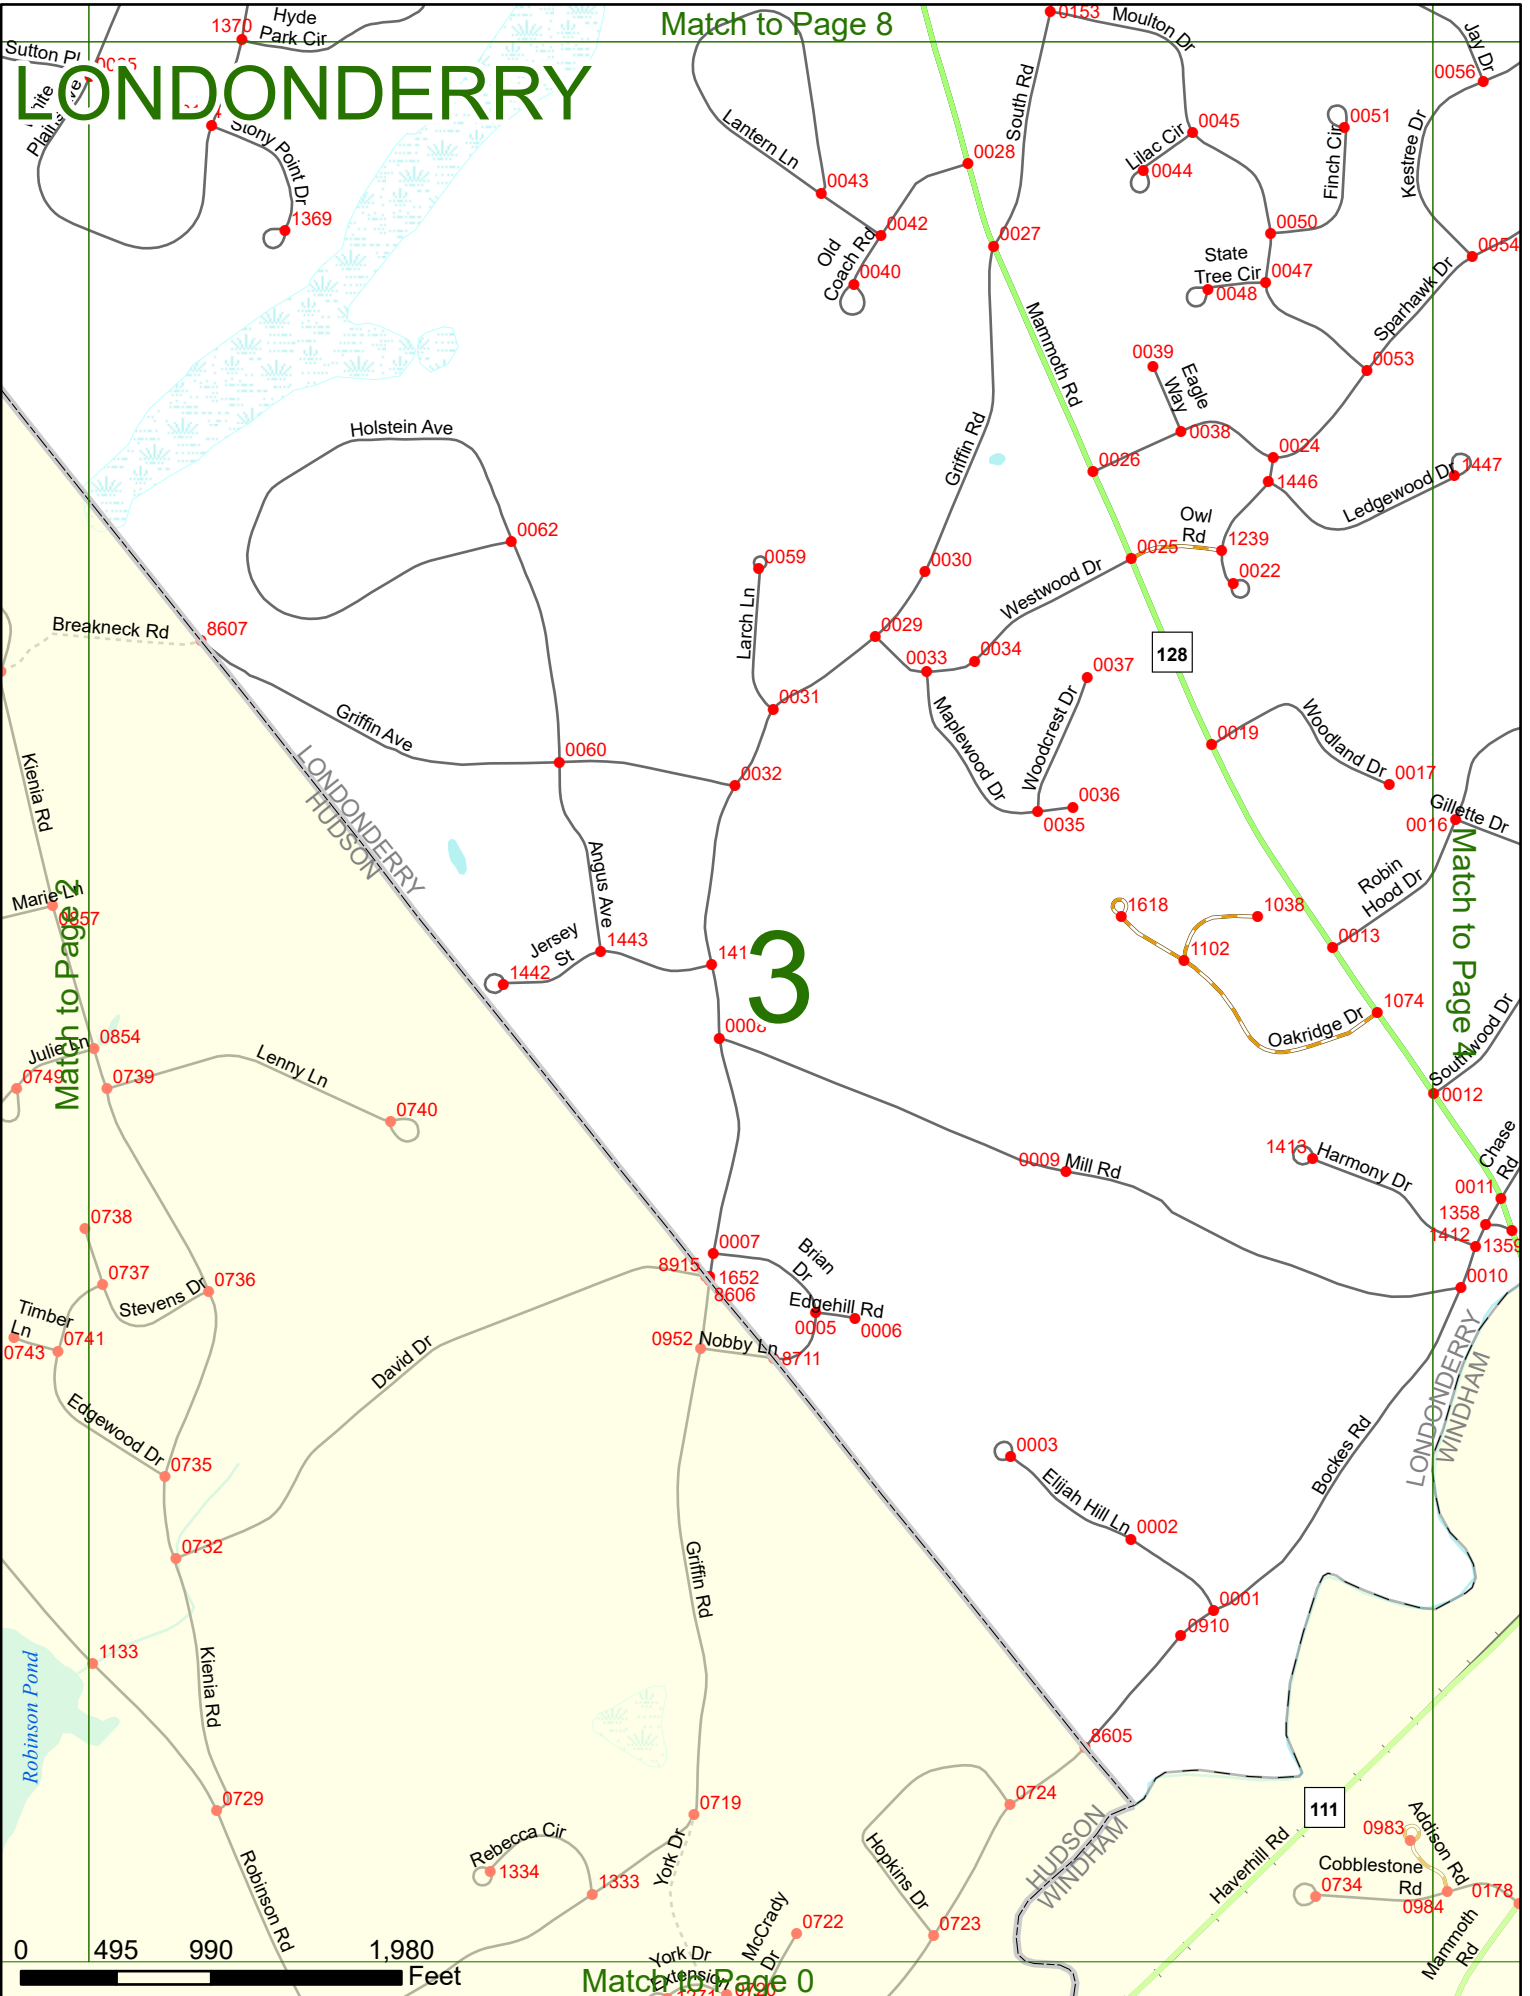 Match to Page 8
LONDONDERRY
Hyde
Park Cir
1370
Sutton Pl
Stony Point Dr
1369
0153
Moulton Dr
Jay Dr
0056
South Rd
0028
Lantern Ln
0043
0042
Old
Coach Rd
0040
0027
0045
Lilac Cir
0044
0051
Finch Cir
Kestree Dr
0050
0054
State
Tree Cir
0047
0048
Sparhawk Dr
0053
Mammoth Rd
0039
Eagle
Way
0038
0024
0026
1446
1447
Ledgewood Dr
Holstein Ave
Griffin Rd
0062
Owl
Rd
1239
0025
0022
0059
Larch Ln
0030
Westwood Dr
0029
0033
0034
Breakneck Rd
8607
128
0037
Woodcrest Dr
Maplewood Dr
0031
Griffin Ave
0060
0032
0019
Woodland Dr
0017
0036
0035
Gillette Dr
0016
Kienia Rd
LONDONDERRY
HUDSON
Match to Page 4
Robin
Hood Dr
Angus Ave
Marie Ln
0857
Match to Page 2
1618
1038
1102
0013
Jersey
St
1443
1442
141
3
1074
Oakridge Dr
Southwood Dr
Julie Ln
0854
0749
0739
Lenny Ln
0740
0012
Chase
Rd
0009
Mill Rd
1413
Harmony Dr
0011
1358
1412
1359
0738
0007
Brian
Dr
8915
1652
8606
0010
0737
0736
Stevens Dr
Timber
Ln
0741
0743
Edgehill Rd
0005
0006
0952
Nobby Ln
8711
David Dr
LONDONDERRY
WINDHAM
Edgewood Dr
0735
0003
Elijah Hill Ln
0002
Bockes Rd
0732
Griffin Rd
0001
0910
1133
Kienia Rd
Robinson Pond
8605
0729
0719
0724
HUDSON
WINDHAM
111
Rebecca Cir
1334
1333
York Dr
Hopkins Dr
Haverhill Rd
0983
Addison Rd
Cobblestone
Rd
0734
0984
0178
Robinson Rd
McCrady
Dr
0722
0723
Mammoth
Rd
York Dr
Extension
1271
0720
0 495 990 1,980
Feet
Match to Page 0